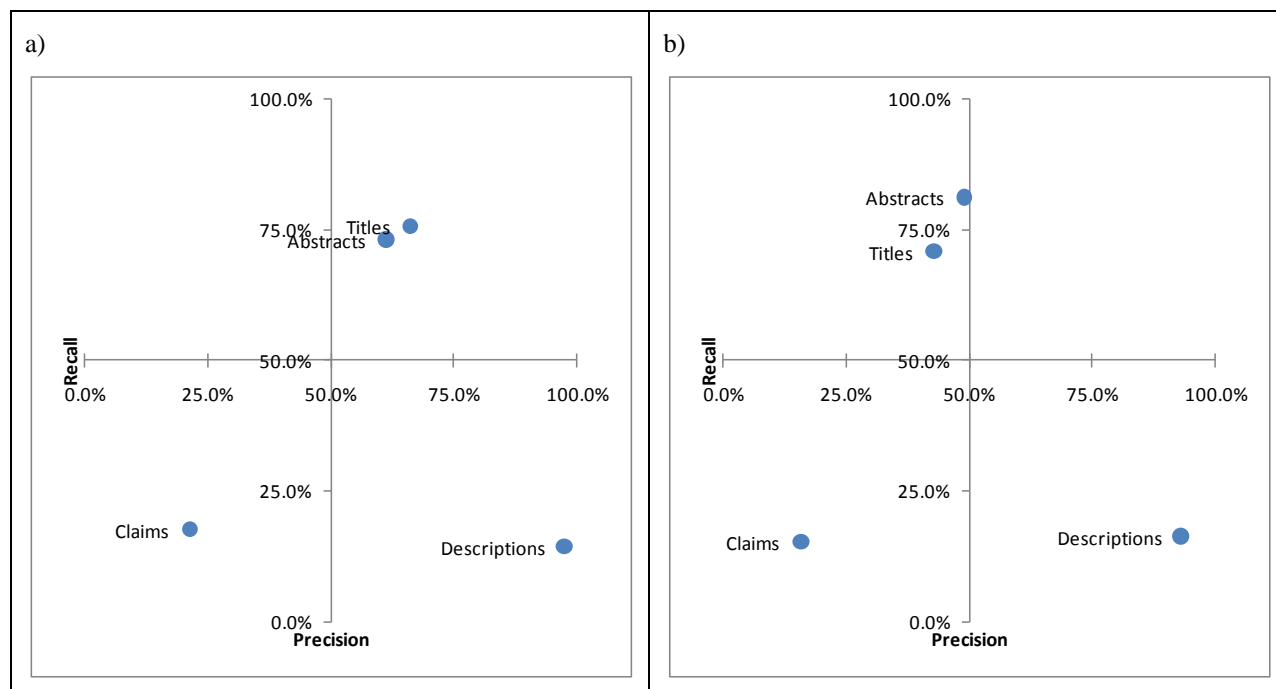 a)
100.0%
Titles
75.0%
Abstracts
Recall
50.0%
0.0% 25.0% 50.0% 75.0% 100.0%
25.0%
Claims
Descriptions
0.0%
Precision
b)
100.0%
Abstracts
75.0%
Titles
Recall
50.0%
0.0% 25.0% 50.0% 75.0% 100.0%
25.0%
Claims
Descriptions
0.0%
Precision